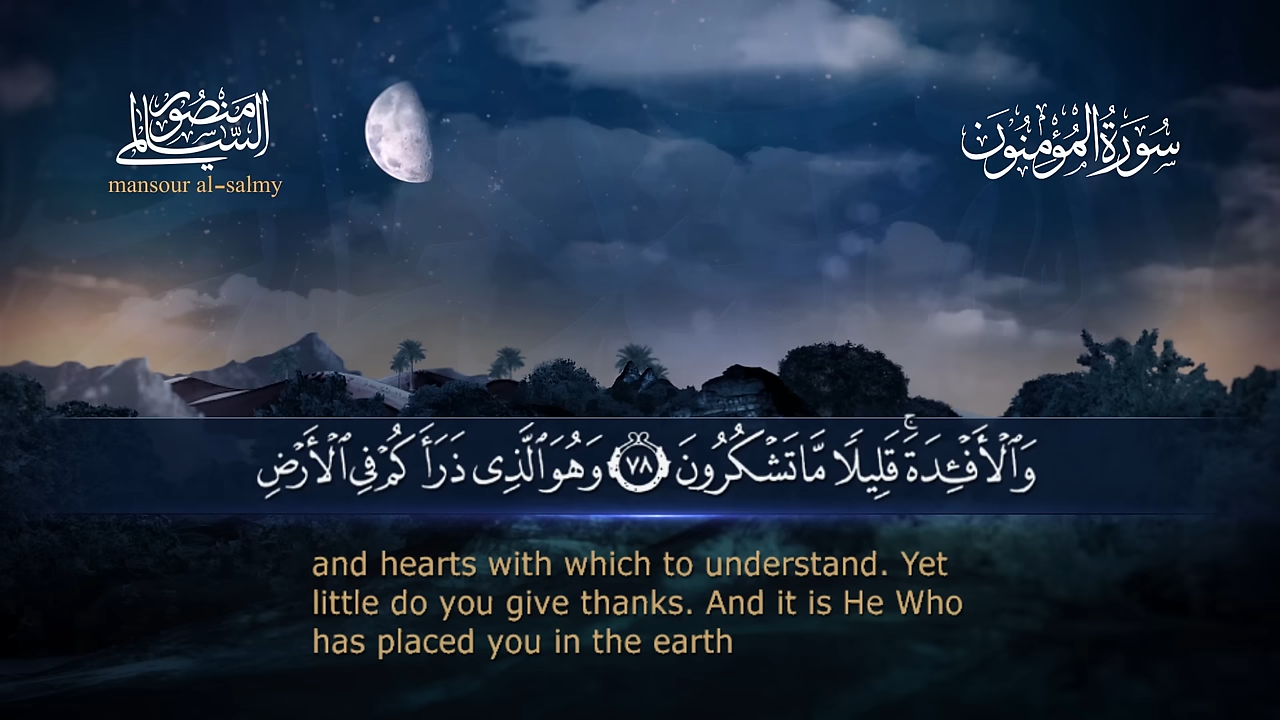 منصور
السالمي
mansour al-salmy
سُورَةُ المُؤْمِنُونَ
وَٱلْأَفْـِٔدَةَ ۚ قَلِيلًا مَّا تَشْكُرُونَ ٧٨ وَهُوَ ٱلَّذِى ذَرَأَكُمْ فِى ٱلْأَرْضِ
and hearts with which to understand. Yet
little do you give thanks. And it is He Who
has placed you in the earth